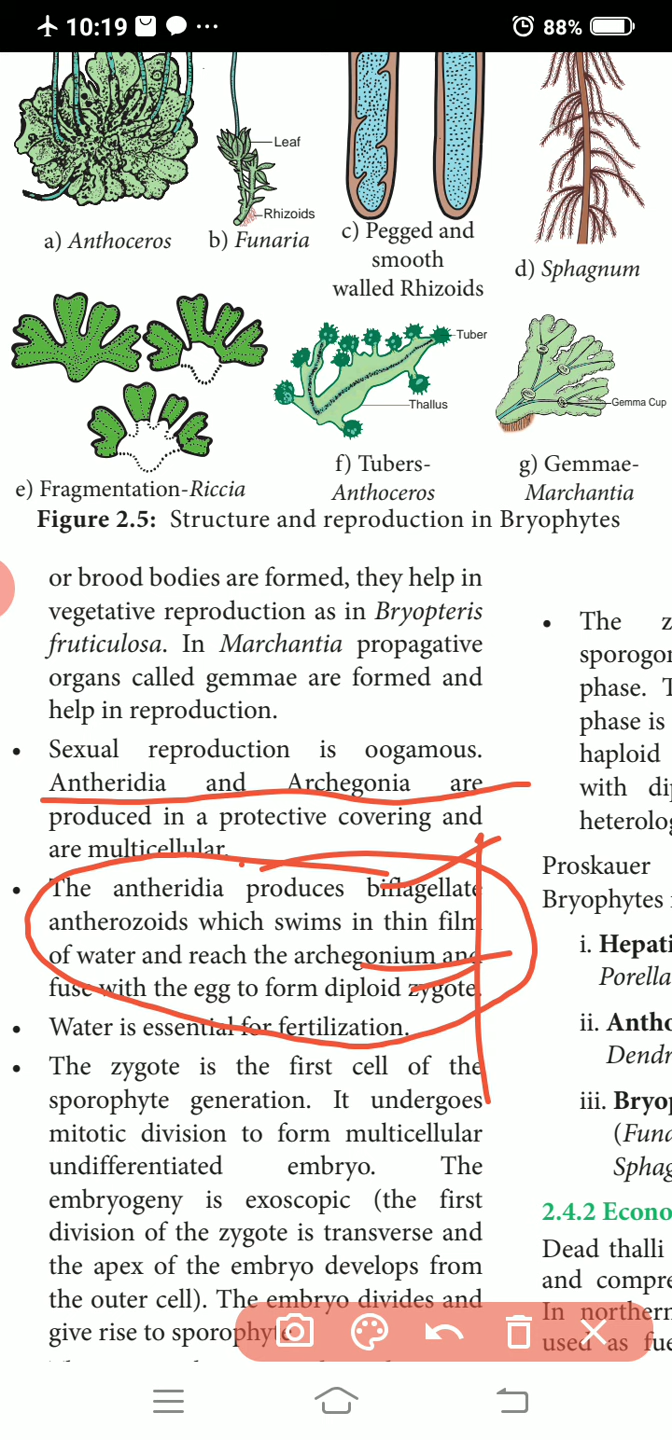 10:19
88%
Leaf
Rhizoids
a) Anthoceros
b) Funaria
c) Pegged and
smooth
walled Rhizoids
d) Sphagnum
Tuber
Thallus
Gemma Cup
e) Fragmentation-Riccia
f) Tubers-
Anthoceros
g) Gemmae-
Marchantia
Figure 2.5: Structure and reproduction in Bryophytes
or brood bodies are formed, they help in
vegetative reproduction as in Bryopteris
fruticulosa. In Marchantia propagative
organs called gemmae are formed and
help in reproduction.
• Sexual reproduction is oogamous.
Antheridia and Archegonia are
produced in a protective covering and
are multicellular.
• The antheridia produces biflagellate
antherozoids which swims in thin film
of water and reach the archegonium and
fuse with the egg to form diploid zygote.
• Water is essential for fertilization.
• The zygote is the first cell of the
sporophyte generation. It undergoes
mitotic division to form multicellular
undifferentiated embryo. The
embryogeny is exoscopic (the first
division of the zygote is transverse and
the apex of the embryo develops from
the outer cell). The embryo divides and
give rise to sporophyte.
• The z
sporogon
phase. T
phase is
haploid
with dip
heterolog
Proskauer
Bryophytes i
i. Hepati
Porella
ii. Antho
Dendr
iii. Bryop
(Funa
Sphag
2.4.2 Econo
Dead thalli
and compre
In northern
used as fue